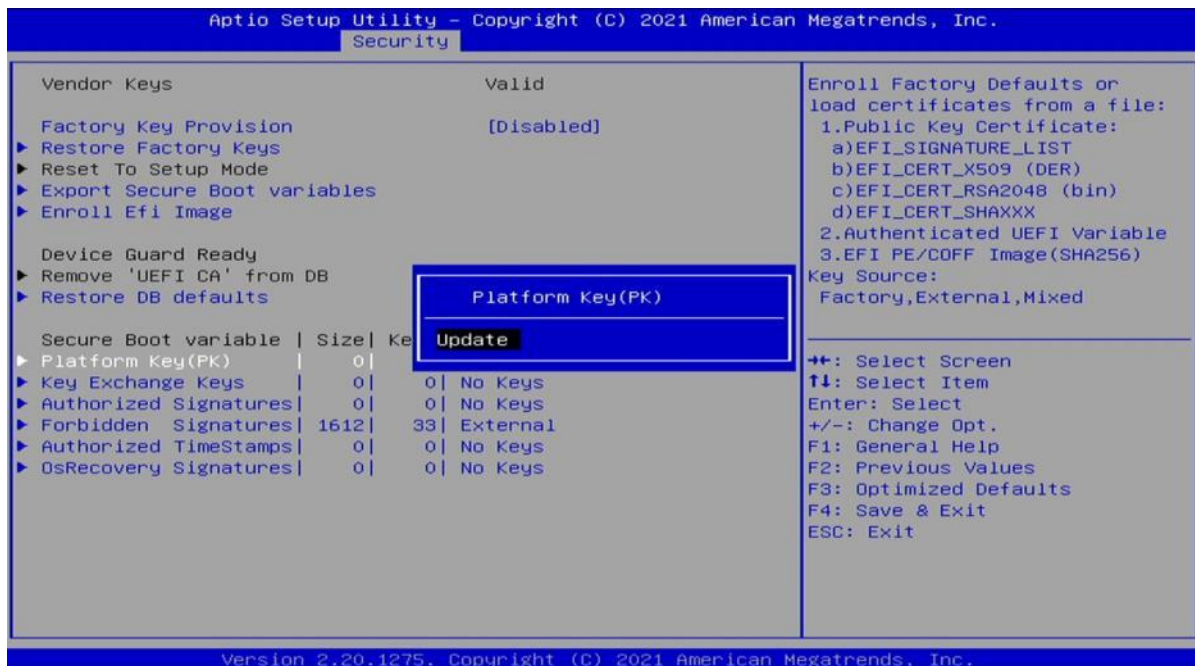 Aptio Setup Utility – Copyright (C) 2021 American Megatrends, Inc.
Security
Vendor Keys Valid
Factory Key Provision [Disabled]
Restore Factory Keys
Reset To Setup Mode
Export Secure Boot variables
Enroll Efi Image
Device Guard Ready
Remove 'UEFI CA' from DB
Restore DB defaults
Secure Boot variable | Size| Ke
Platform Key(PK) | 0|
Key Exchange Keys | 0| 0| No Keys
Authorized Signatures| 0| 0| No Keys
Forbidden Signatures| 1612| 33| External
Authorized TimeStamps| 0| 0| No Keys
OsRecovery Signatures| 0| 0| No Keys
Platform Key(PK)
Update
Enroll Factory Defaults or
load certificates from a file:
1.Public Key Certificate:
a)EFI_SIGNATURE_LIST
b)EFI_CERT_X509 (DER)
c)EFI_CERT_RSA2048 (bin)
d)EFI_CERT_SHAXXX
2.Authenticated UEFI Variable
3.EFI PE/COFF Image(SHA256)
Key Source:
Factory,External,Mixed
→←: Select Screen
↑↓: Select Item
Enter: Select
+/-: Change Opt.
F1: General Help
F2: Previous Values
F3: Optimized Defaults
F4: Save & Exit
ESC: Exit
Version 2.20.1275. Copyright (C) 2021 American Megatrends, Inc.